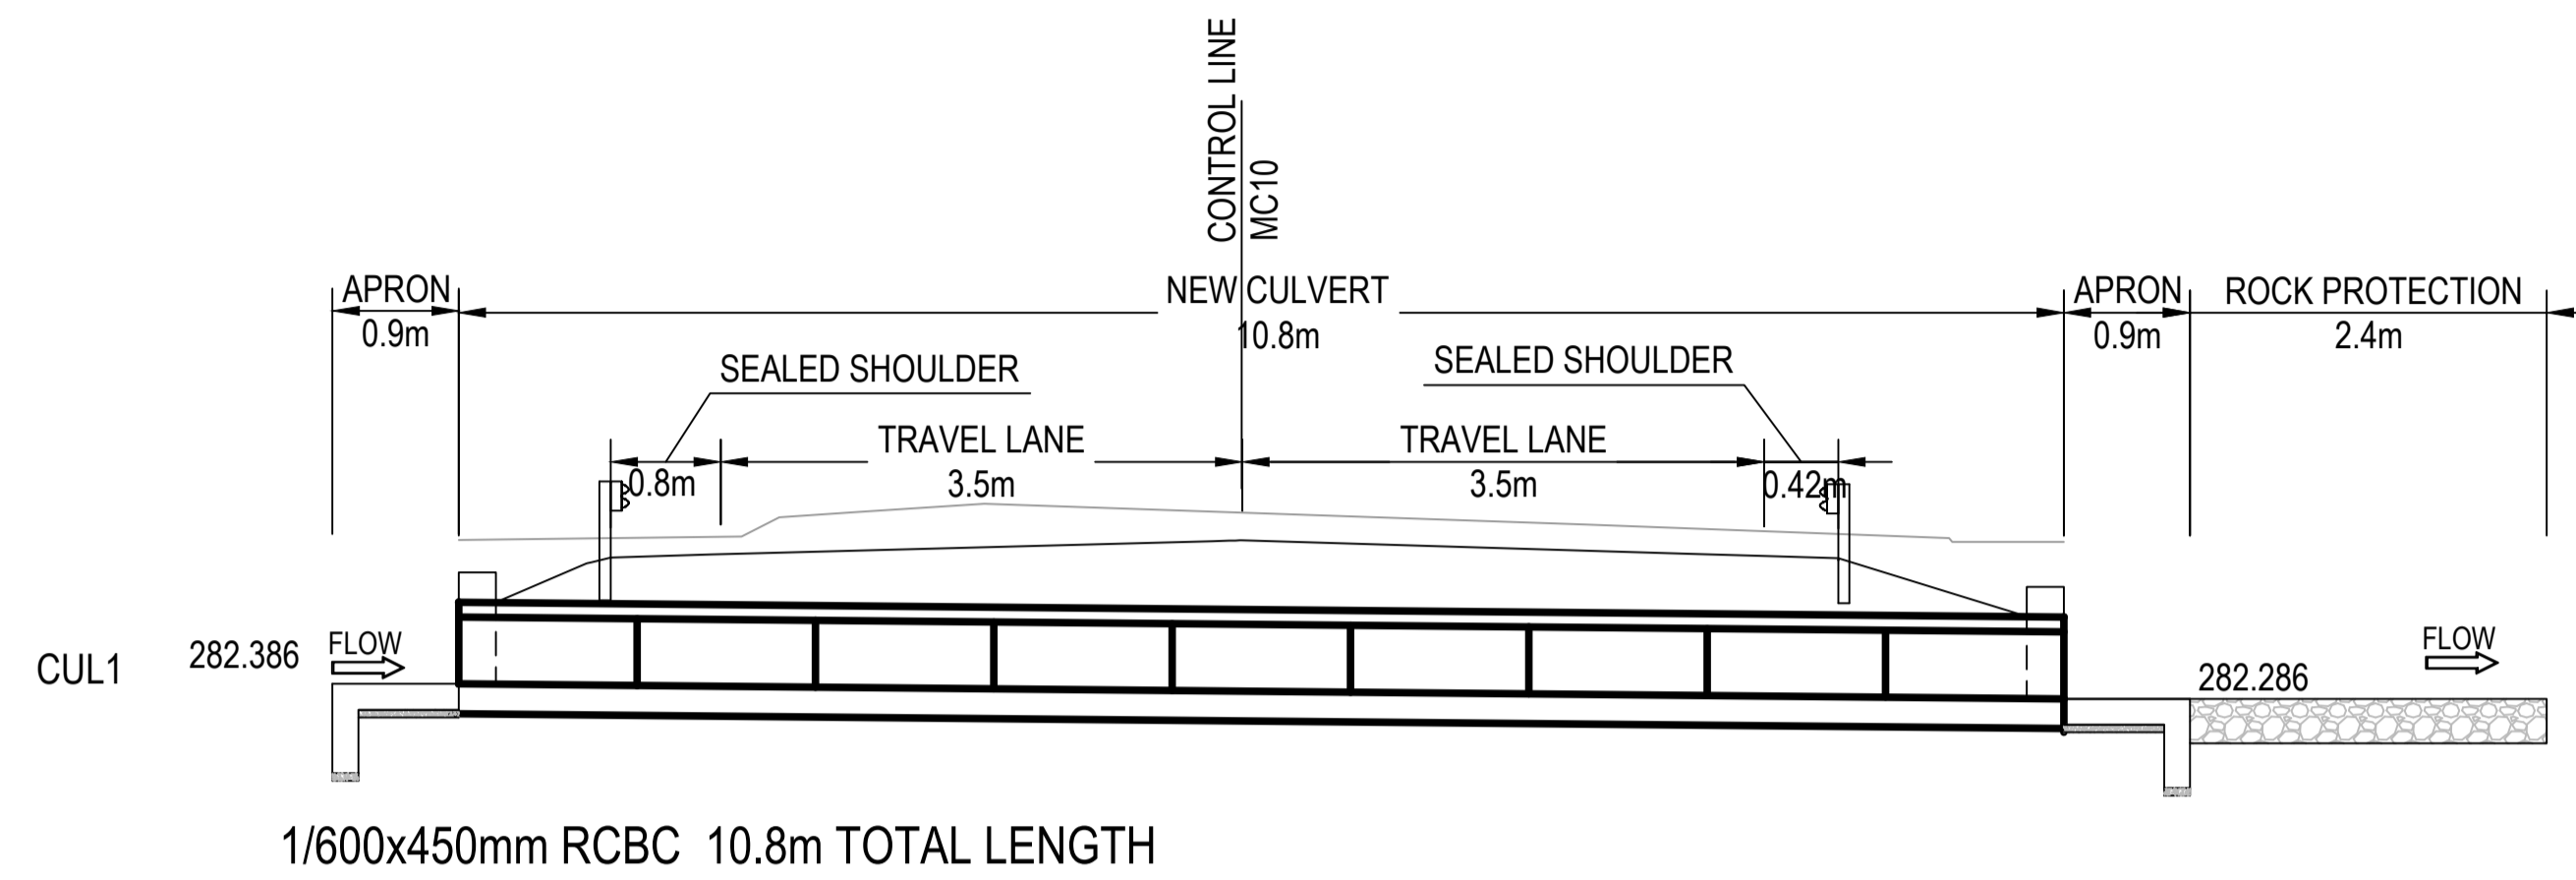 CONTROL LINE
MC10
APRON
0.9m
NEW CULVERT
10.8m
APRON
0.9m
ROCK PROTECTION
2.4m
SEALED SHOULDER
SEALED SHOULDER
0.8m
TRAVEL LANE
3.5m
TRAVEL LANE
3.5m
0.42m
CUL1
282.386
FLOW
FLOW
282.286
1/600x450mm RCBC 10.8m TOTAL LENGTH